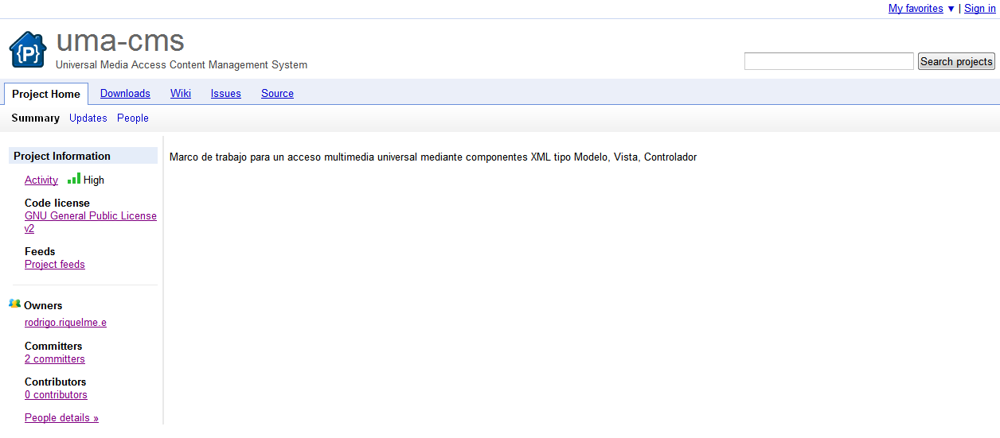 My favorites ▼ | Sign in
{P}
uma-cms
Universal Media Access Content Management System
Search projects
Project Home Downloads Wiki Issues Source
Summary Updates People
Project Information
Activity High
Code license
GNU General Public License
v2
Feeds
Project feeds
Owners
rodrigo.riquelme.e
Committers
2 committers
Contributors
0 contributors
People details »
Marco de trabajo para un acceso multimedia universal mediante componentes XML tipo Modelo, Vista, Controlador